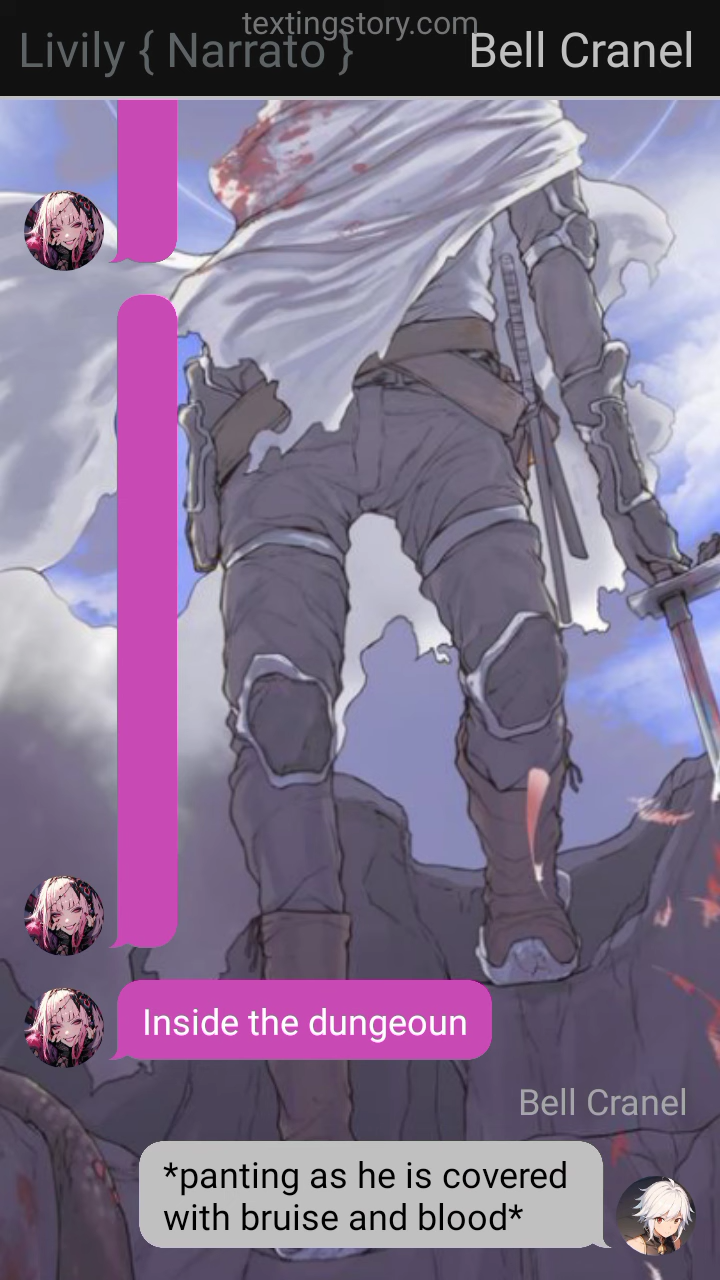 textingstory.com
Livily { Narrato }
Bell Cranel
Inside the dungeoun
Bell Cranel
*panting as he is covered
with bruise and blood*